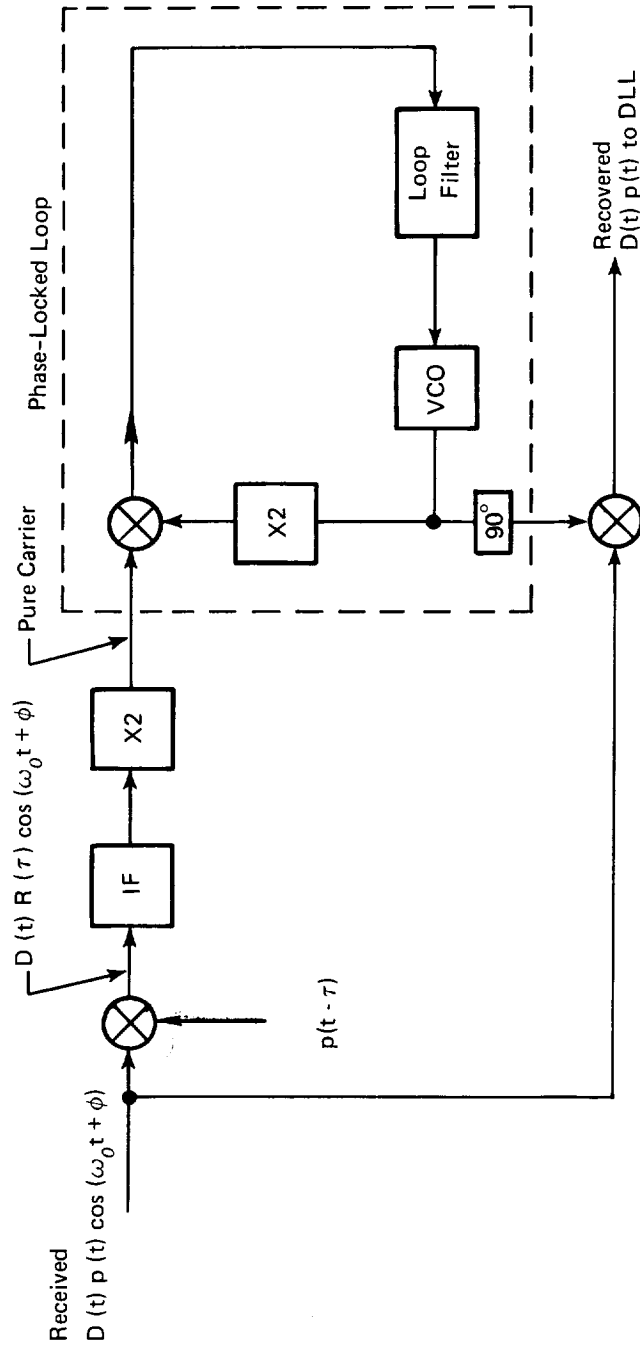 Received
D (t) p (t) cos (ω₀t + ϕ)
D (t) R (τ) cos (ω₀t + ϕ)
p(t - τ)
IF
X2
Pure Carrier
Phase-Locked Loop
X2
VCO
Loop
Filter
90°
Recovered
D(t) p(t) to DLL